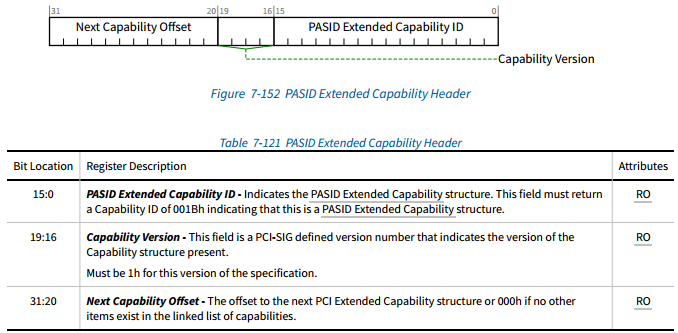 31 20 19 16 15 0
Next Capability Offset PASID Extended Capability ID
Capability Version
Figure 7-152 PASID Extended Capability Header
Table 7-121 PASID Extended Capability Header
Bit Location Register Description Attributes
15:0 PASID Extended Capability ID - Indicates the PASID Extended Capability structure. This field must return RO
a Capability ID of 001Bh indicating that this is a PASID Extended Capability structure.
19:16 Capability Version - This field is a PCI-SIG defined version number that indicates the version of the RO
Capability structure present.
Must be 1h for this version of the specification.
31:20 Next Capability Offset - The offset to the next PCI Extended Capability structure or 000h if no other RO
items exist in the linked list of capabilities.